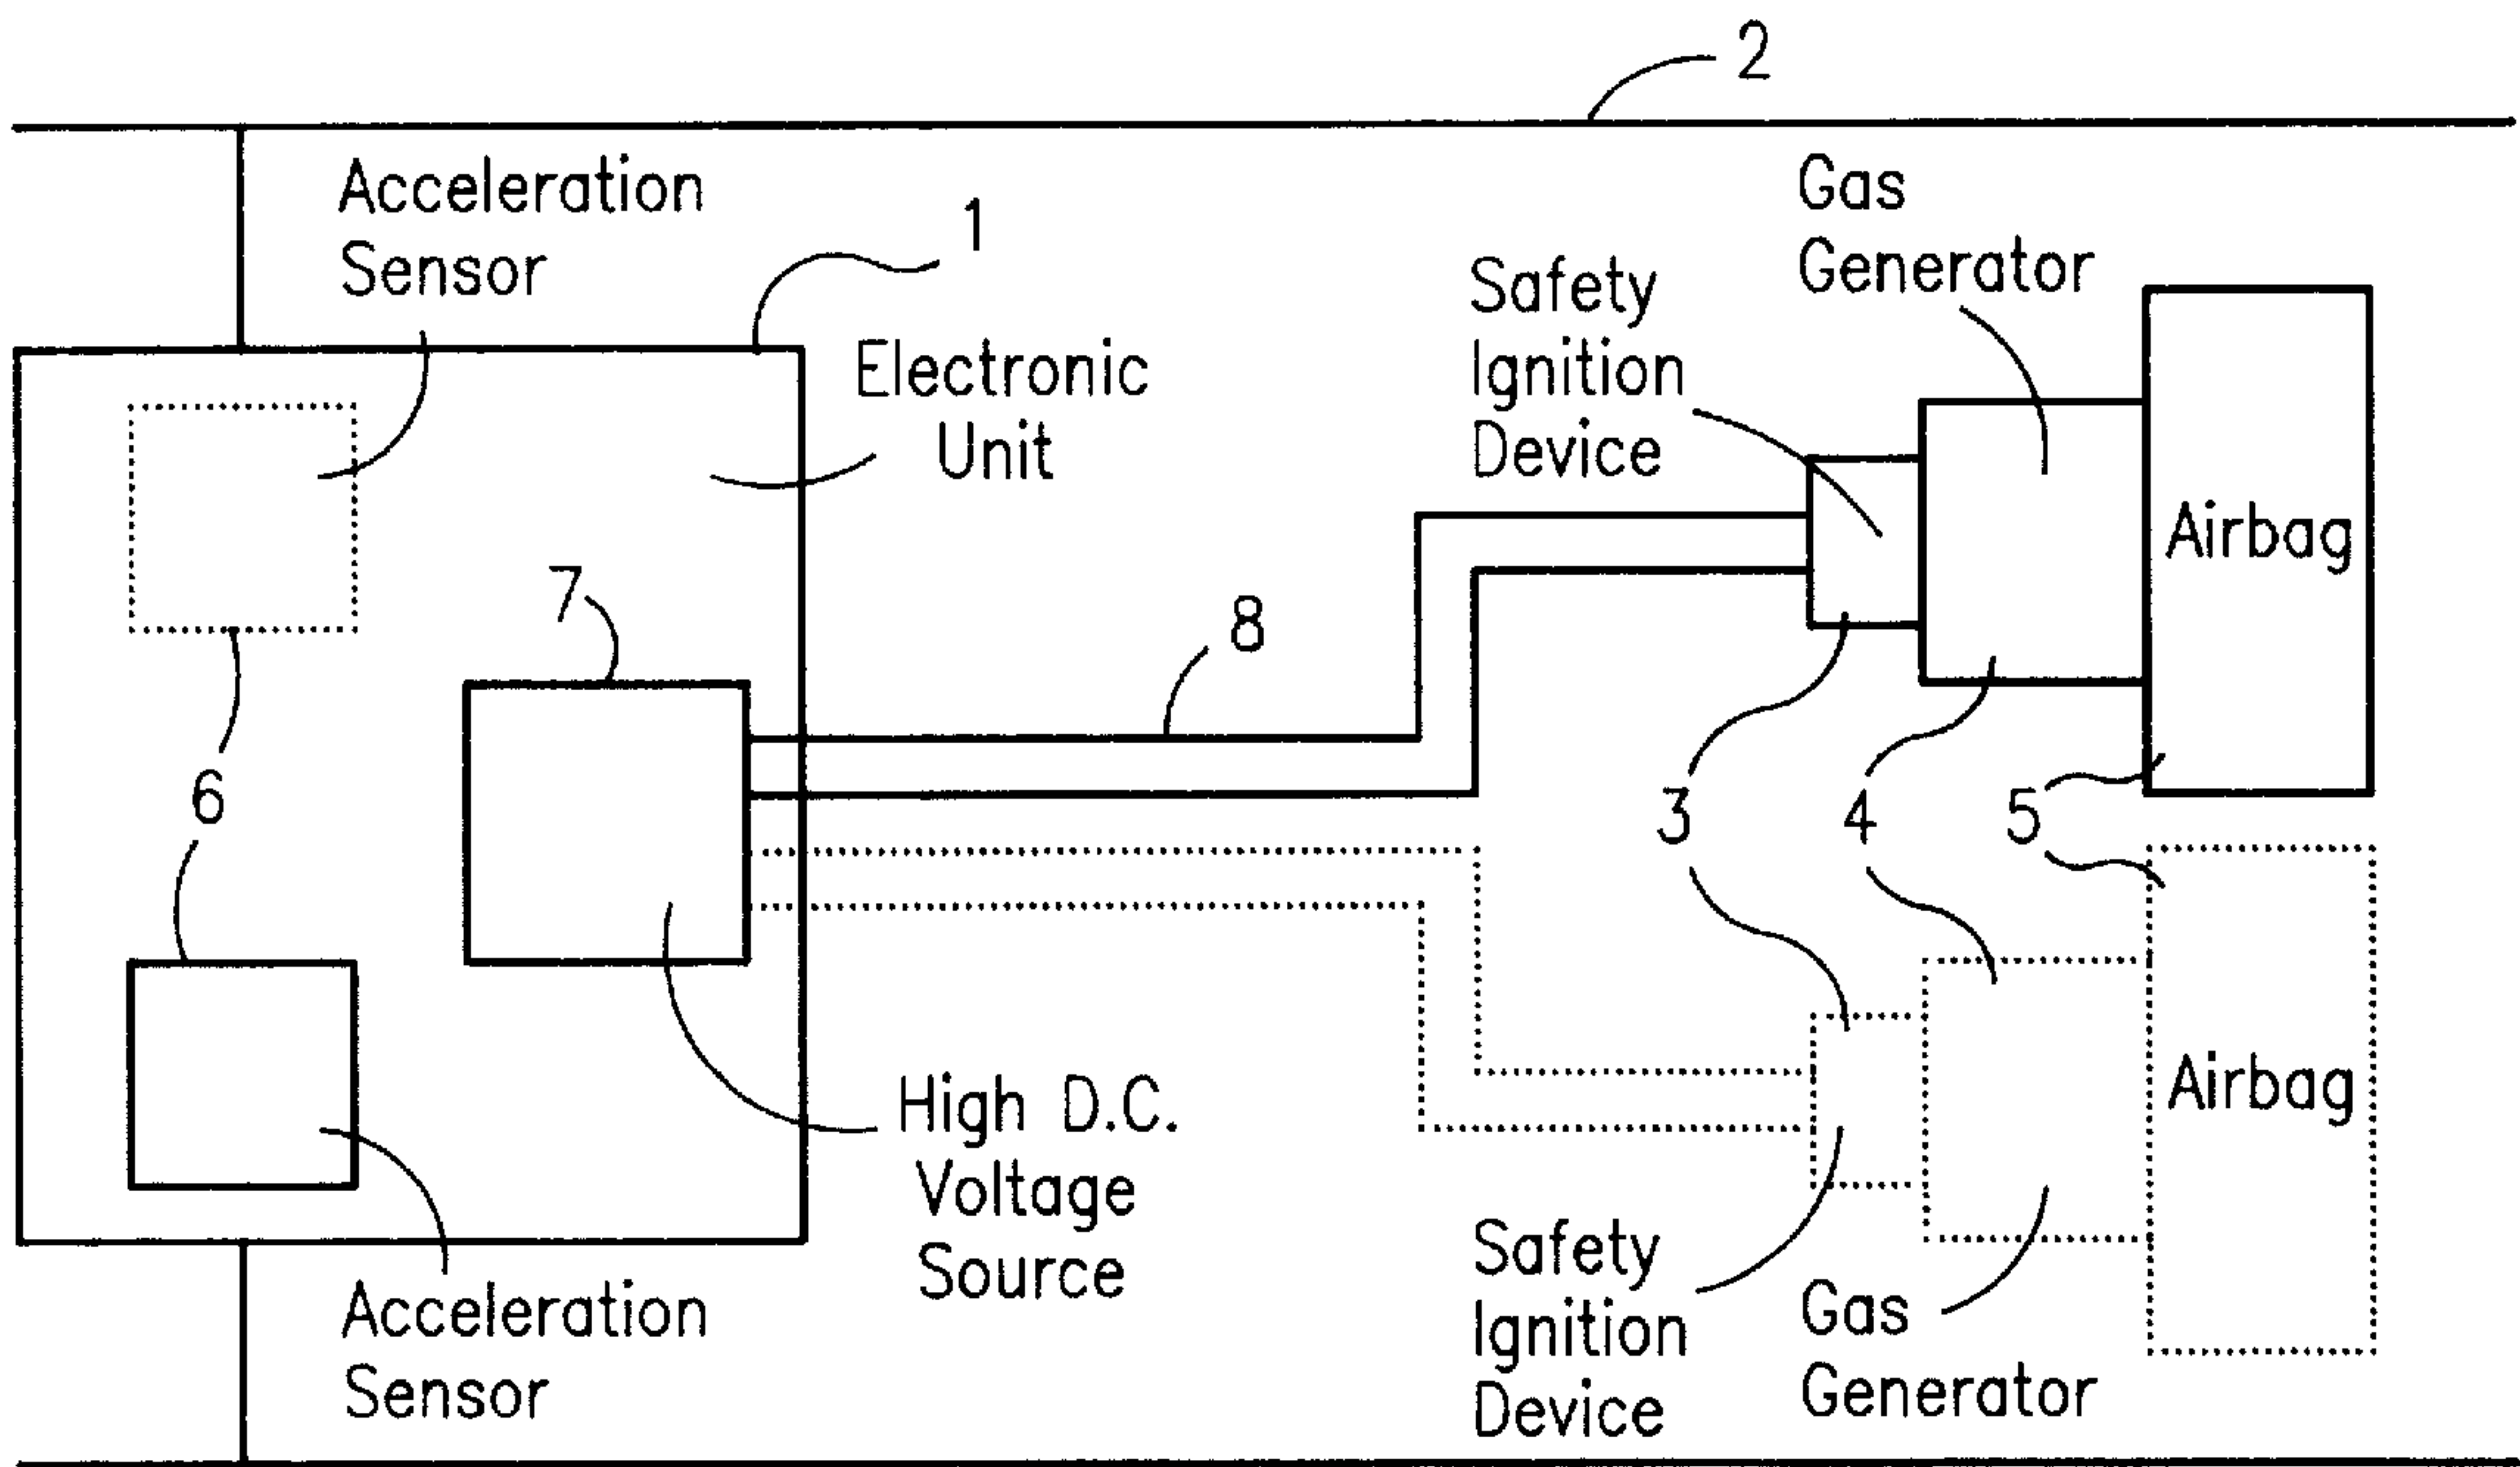 2
Acceleration
Sensor
1
Gas
Generator
Safety
Ignition
Device
Electronic
Unit
Airbag
7
8
6
3
4
5
High D.C.
Voltage
Source
Airbag
Acceleration
Sensor
Safety
Ignition
Device
Gas
Generator